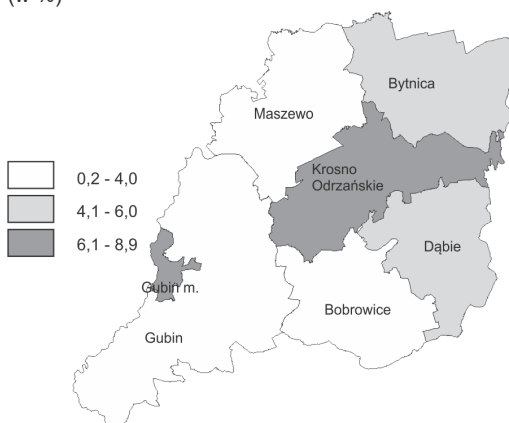 Bytnica
Maszewo
Krosno
Odrzańskie
0,2 - 4,0
4,1 - 6,0
6,1 - 8,9
Dąbie
Gubin m.
Bobrowice
Gubin